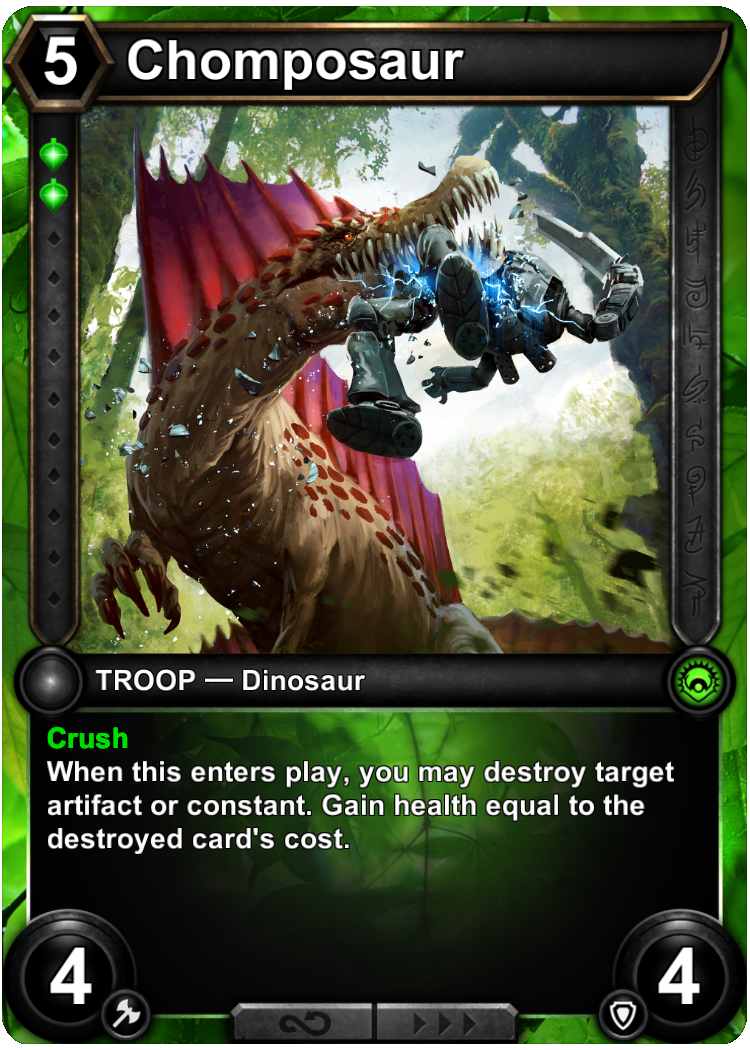 5 Chomposaur
TROOP — Dinosaur
Crush
When this enters play, you may destroy target
artifact or constant. Gain health equal to the
destroyed card's cost.
4 4